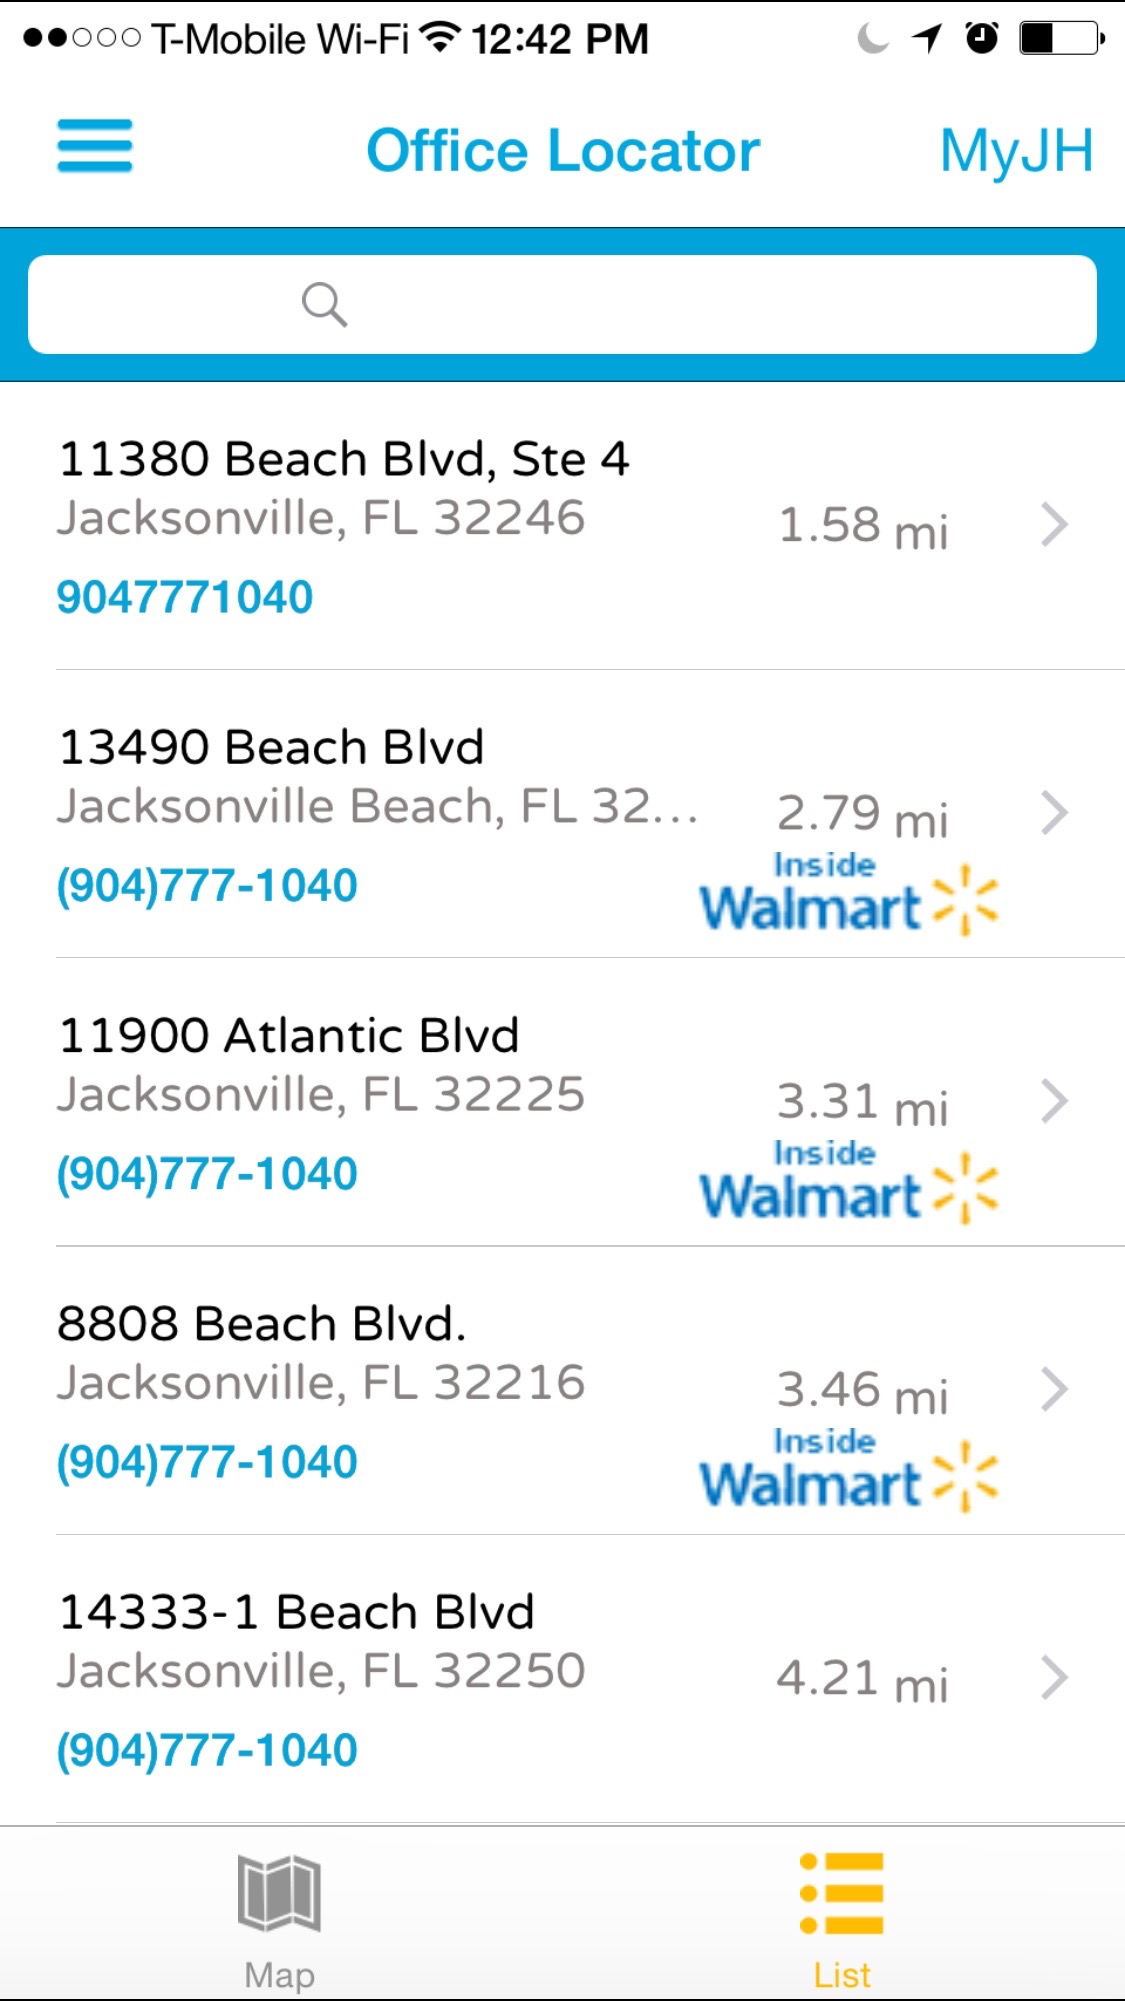 T-Mobile Wi-Fi 12:42 PM
Office Locator MyJH
11380 Beach Blvd, Ste 4
Jacksonville, FL 32246
1.58 mi
9047771040
13490 Beach Blvd
Jacksonville Beach, FL 32...
2.79 mi
(904)777-1040
Inside
Walmart
11900 Atlantic Blvd
Jacksonville, FL 32225
3.31 mi
(904)777-1040
Inside
Walmart
8808 Beach Blvd.
Jacksonville, FL 32216
3.46 mi
(904)777-1040
Inside
Walmart
14333-1 Beach Blvd
Jacksonville, FL 32250
4.21 mi
(904)777-1040
Map List